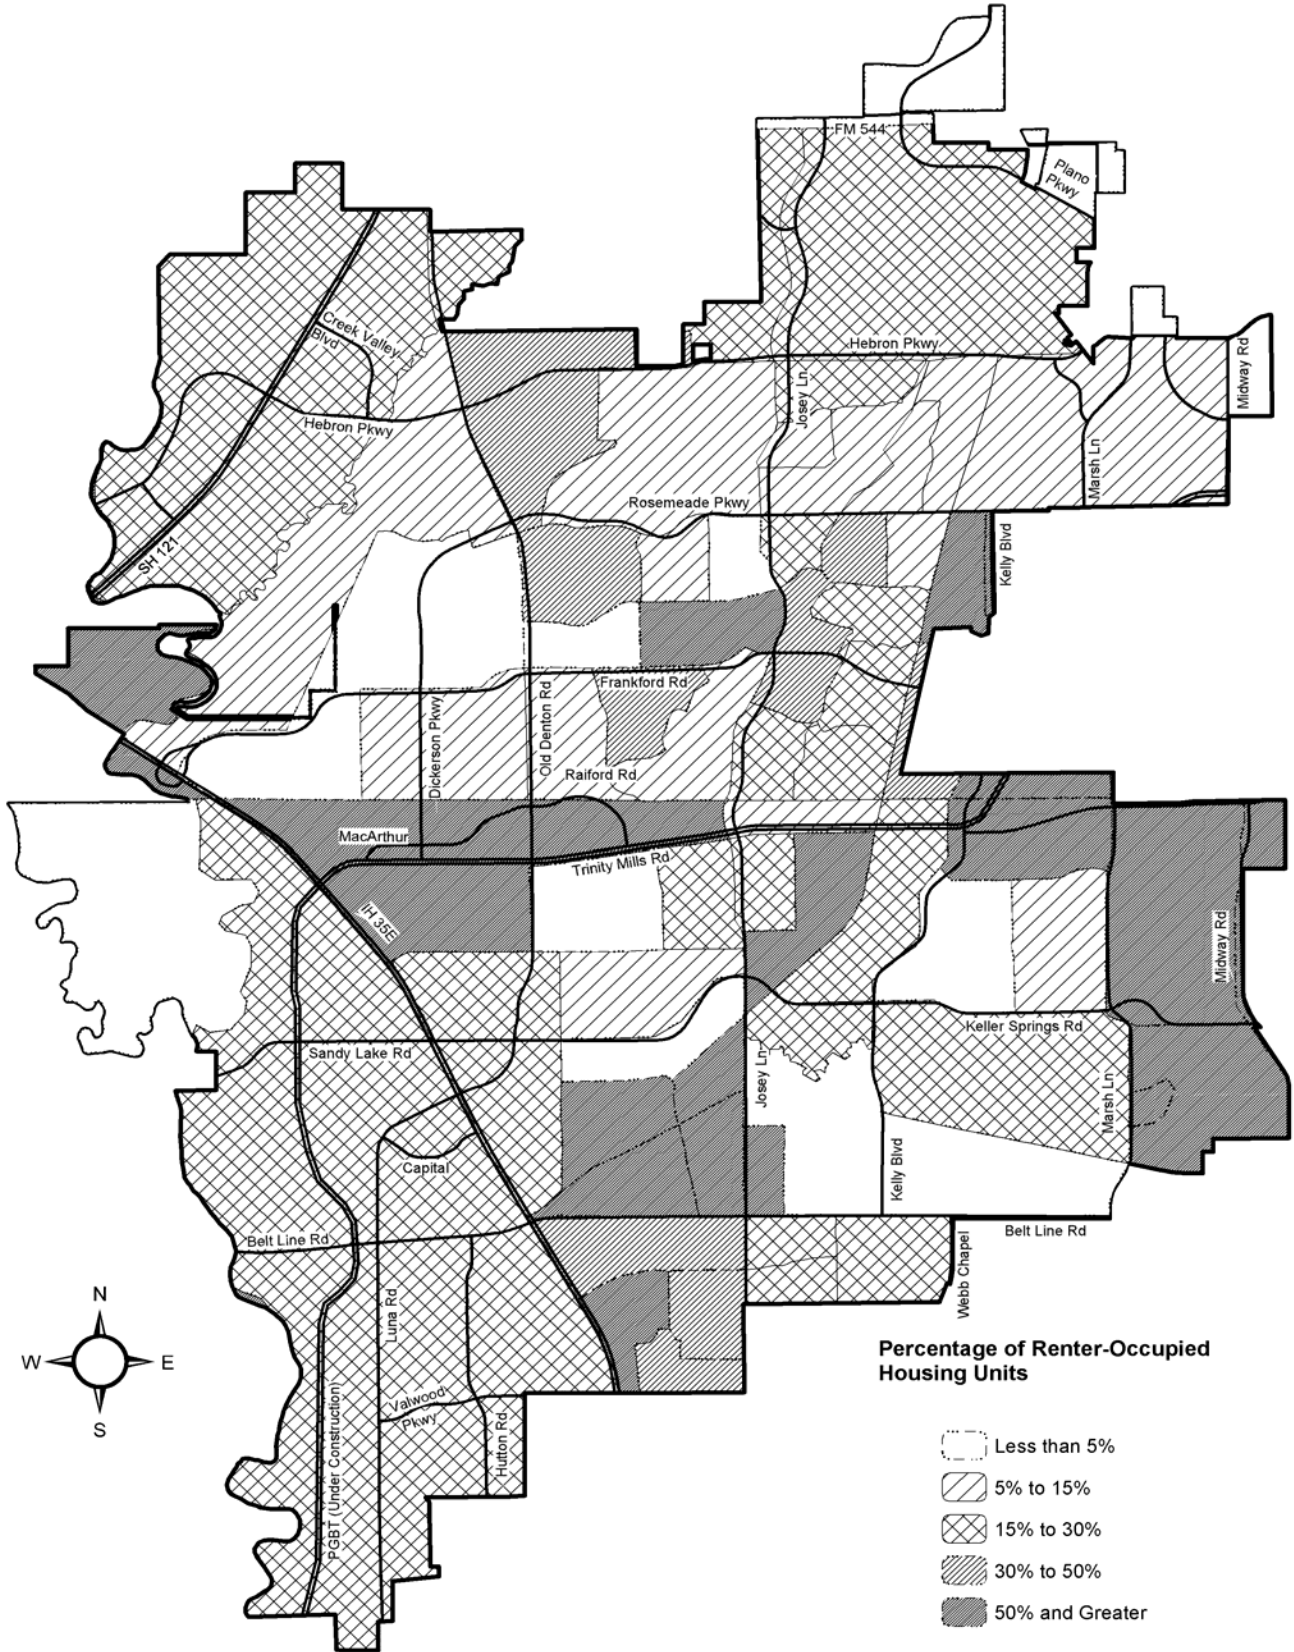 FM 544
Plano
Pkwy
Creek Valley
Blvd
Hebron Pkwy
Midway Rd
Josey Ln
Hebron Pkwy
Marsh Ln
Rosemeade Pkwy
SH 121
Kelly Blvd
Frankford Rd
Dickerson Pkwy
Old Denton Rd
Raiford Rd
MacArthur
Trinity Mills Rd
IH 35E
Midway Rd
Keller Springs Rd
Sandy Lake Rd
Josey Ln
Marsh Ln
Capital
Kelly Blvd
Belt Line Rd
Belt Line Rd
Webb Chapel
Luna Rd
N
W
E
S
Valwood
Pkwy
Hutton Rd
PGBT (Under Construction)
Percentage of Renter-Occupied
Housing Units
Less than 5%
5% to 15%
15% to 30%
30% to 50%
50% and Greater